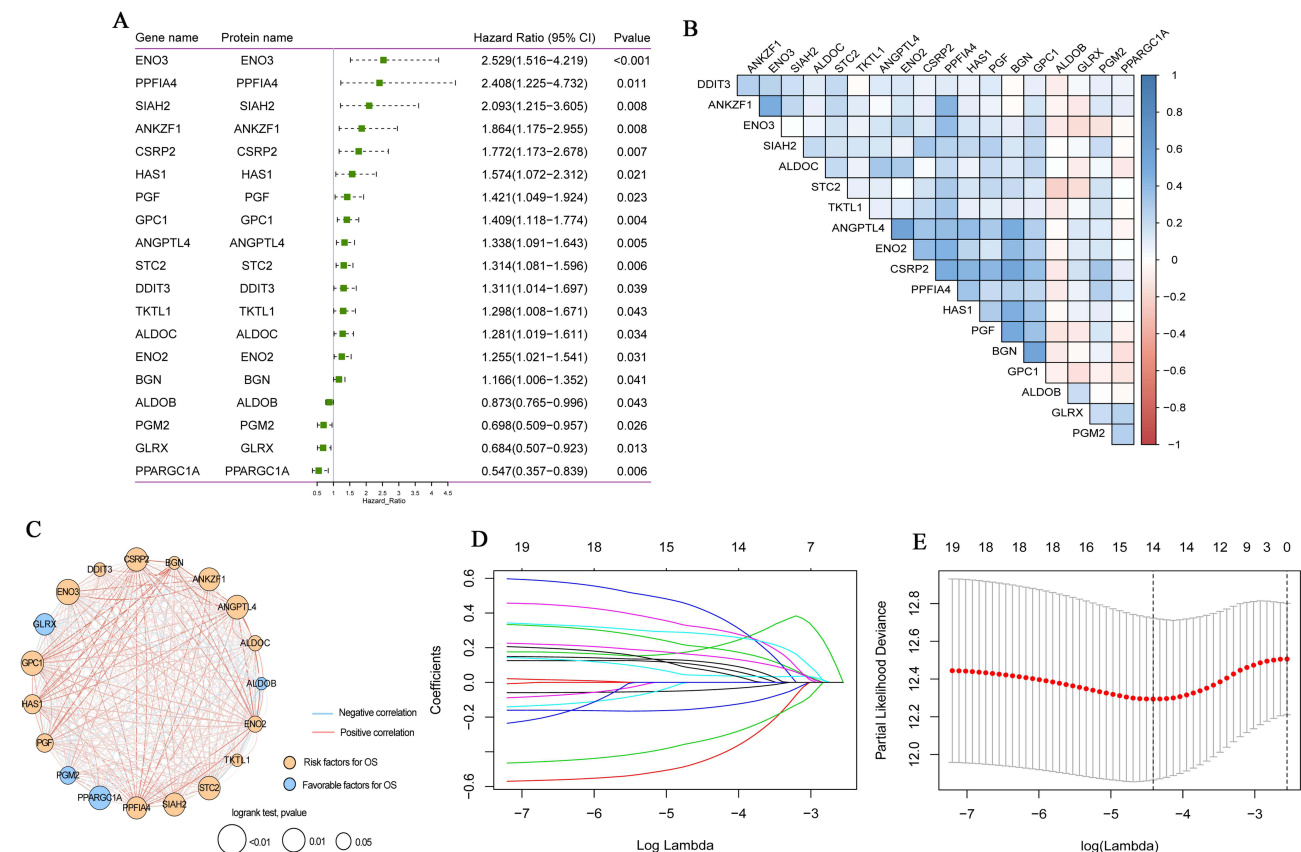 A
Gene name Protein name Hazard Ratio (95% CI) Pvalue
ENO3 ENO3 2.529(1.516−4.219) <0.001
PPFIA4 PPFIA4 2.408(1.225−4.732) 0.011
SIAH2 SIAH2 2.093(1.215−3.605) 0.008
ANKZF1 ANKZF1 1.864(1.175−2.955) 0.008
CSRP2 CSRP2 1.772(1.173−2.678) 0.007
HAS1 HAS1 1.574(1.072−2.312) 0.021
PGF PGF 1.421(1.049−1.924) 0.023
GPC1 GPC1 1.409(1.118−1.774) 0.004
ANGPTL4 ANGPTL4 1.338(1.091−1.643) 0.005
STC2 STC2 1.314(1.081−1.596) 0.006
DDIT3 DDIT3 1.311(1.014−1.697) 0.039
TKTL1 TKTL1 1.298(1.008−1.671) 0.043
ALDOC ALDOC 1.281(1.019−1.611) 0.034
ENO2 ENO2 1.255(1.021−1.541) 0.031
BGN BGN 1.166(1.006−1.352) 0.041
ALDOB ALDOB 0.873(0.765−0.996) 0.043
PGM2 PGM2 0.698(0.509−0.957) 0.026
GLRX GLRX 0.684(0.507−0.923) 0.013
PPARGC1A PPARGC1A 0.547(0.357−0.839) 0.006
0.5 1 1.5 2 2.5 3 3.5 4 4.5
Hazard_Ratio
B
ANKZF1 ENO3 SIAH2 ALDOC STC2 TKTL1 ANGPTL4 ENO2 CSRP2 PPFIA4 HAS1 PGF BGN GPC1 ALDOB GLRX PGM2 PPARGC1A
DDIT3
ANKZF1
ENO3
SIAH2
ALDOC
STC2
TKTL1
ANGPTL4
ENO2
CSRP2
PPFIA4
HAS1
PGF
BGN
GPC1
ALDOB
GLRX
PGM2
1
0.8
0.6
0.4
0.2
0
−0.2
−0.4
−0.6
−0.8
−1
C
CSRP2
BGN
DDIT3
ANKZF1
ENO3
ANGPTL4
GLRX
ALDOC
GPC1
ALDOB
HAS1
ENO2
PGF
TKTL1
PGM2
STC2
PPARGC1A
SIAH2
PPFIA4
Negative correlation
Positive correlation
Risk factors for OS
Favorable factors for OS
logrank test, pvalue
<0.01 0.01 0.05
D
19 18 15 14 7
0.6
0.4
0.2
0.0
−0.2
−0.6
Coefficients
−7 −6 −5 −4 −3
Log Lambda
E
19 18 18 16 16 14 14 12 9 3 0
12.8
12.6
12.4
12.2
12.0
Partial Likelihood Deviance
−7 −6 −5 −4 −3
log(Lambda)